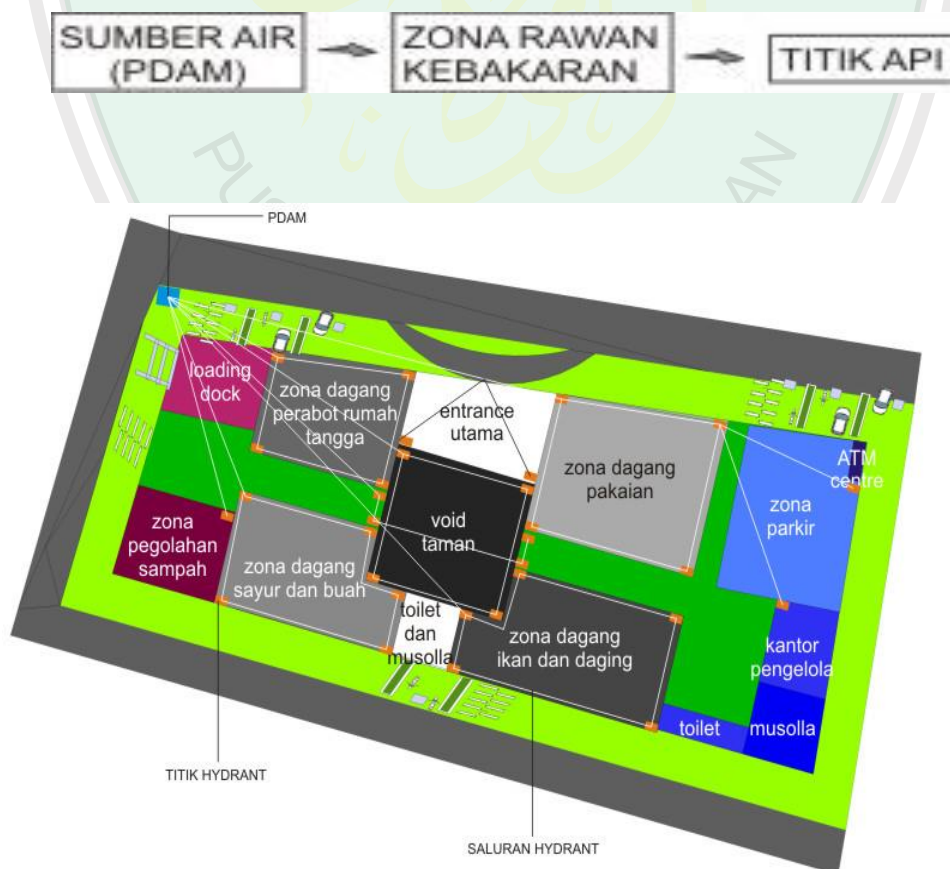 SUMBER AIR
(PDAM)
ZONA RAWAN
KEBAKARAN
TITIK API
PDAM
loading
dock
zona dagang
perabot rumah
tangga
entrance
utama
zona dagang
pakaian
ATM
centre
zona
parkir
void
taman
zona
pegolahan
sampah
zona dagang
sayur dan buah
toilet
dan
musolla
zona dagang
ikan dan daging
kantor
pengelola
toilet
musolla
TITIK HYDRANT
SALURAN HYDRANT